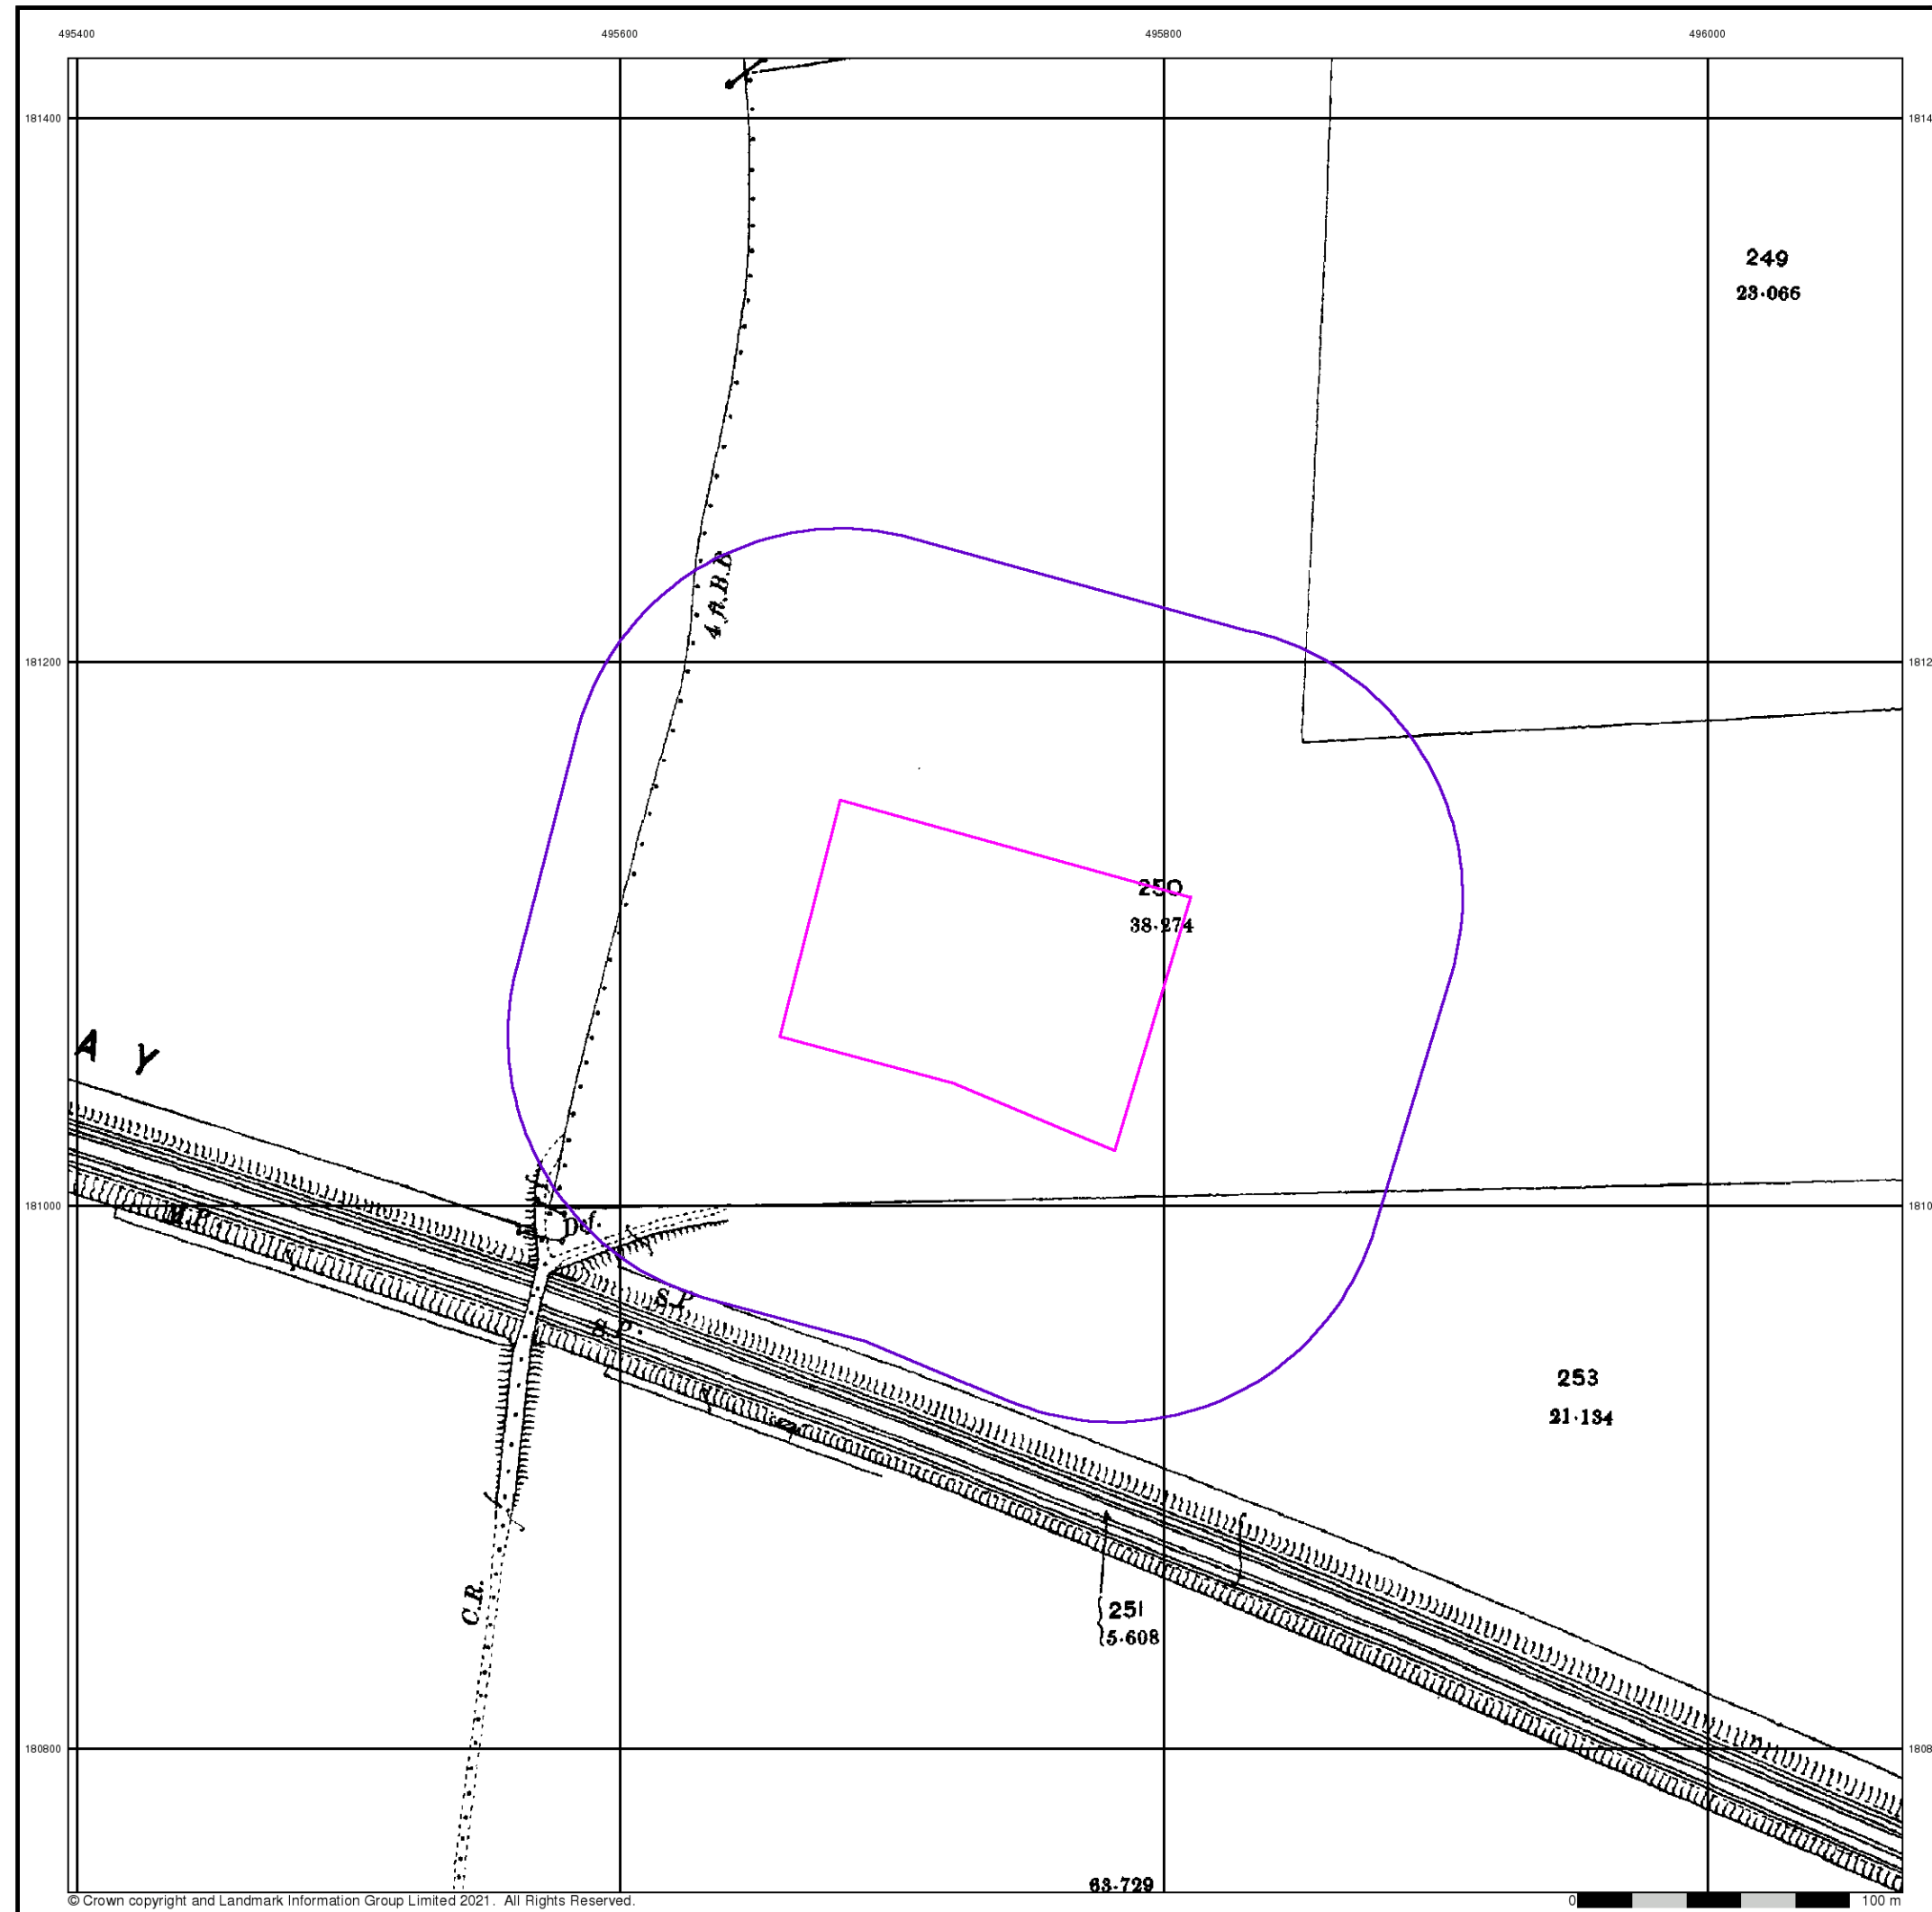 495400 495600 495800 496000
181400 1814
249
23·066
4 ft. B.B
181200 1812
250
38·274
A Y
181000 1810
M.P.
S.P.
S.P.
253
21·134
C.R.
251
5·608
180800 1808
63·729
© Crown copyright and Landmark Information Group Limited 2021. All Rights Reserved.
0 100 m